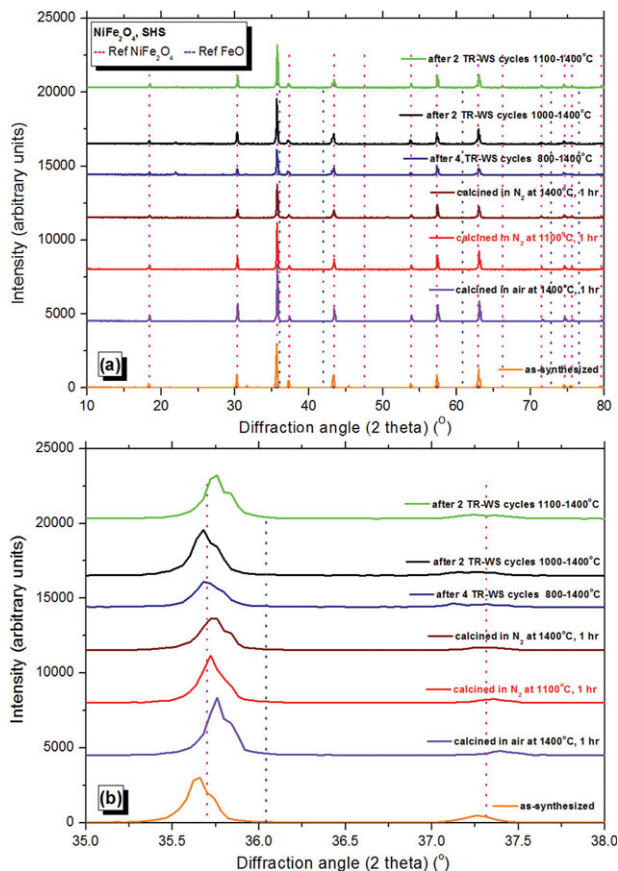 NiFe₂O₄, SHS
Ref NiFe₂O₄ Ref FeO
after 2 TR-WS cycles 1100-1400°C
after 2 TR-WS cycles 1000-1400°C
after 4 TR-WS cycles 800-1400°C
calcined in N₂ at 1400°C, 1 hr
calcined in N₂ at 1100°C, 1 hr
calcined in air at 1400°C, 1 hr
as-synthesized
(a)
Intensity (arbitrary units)
25000
20000
15000
10000
5000
0
10 20 30 40 50 60 70 80
Diffraction angle (2 theta) (°)
after 2 TR-WS cycles 1100-1400°C
after 2 TR-WS cycles 1000-1400°C
after 4 TR-WS cycles 800-1400°C
calcined in N₂ at 1400°C, 1 hr
calcined in N₂ at 1100°C, 1 hr
calcined in air at 1400°C, 1 hr
as-synthesized
(b)
Intensity (arbitrary units)
25000
20000
15000
10000
5000
0
35.0 35.5 36.0 36.5 37.0 37.5 38.0
Diffraction angle (2 theta) (°)